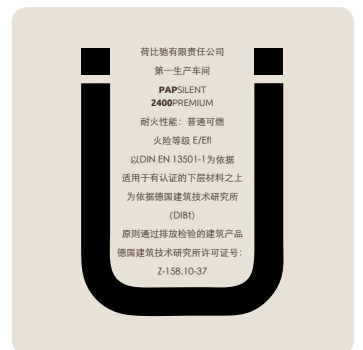 荷比驰有限责任公司
第一生产车间
PAPSILENT
2400PREMIUM
耐火性能：普通可燃
火险等级 E/Efl
以DIN EN 13501-1为依据
适用于有认证的下层材料之上
为依据德国建筑技术研究所
(DIBt)
原则通过排放检验的建筑产品
德国建筑技术研究所许可证号：
Z-158.10-37